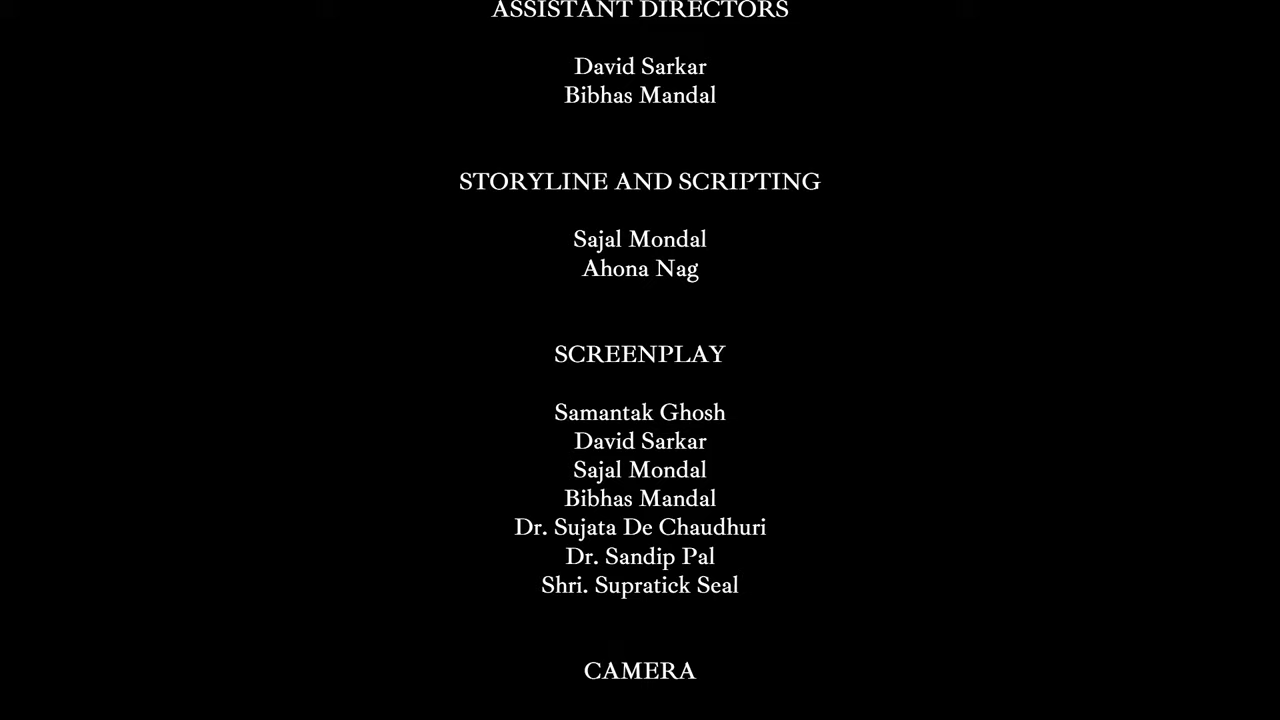 ASSISTANT DIRECTORS
David Sarkar
Bibhas Mandal
STORYLINE AND SCRIPTING
Sajal Mondal
Ahona Nag
SCREENPLAY
Samantak Ghosh
David Sarkar
Sajal Mondal
Bibhas Mandal
Dr. Sujata De Chaudhuri
Dr. Sandip Pal
Shri. Supratick Seal
CAMERA